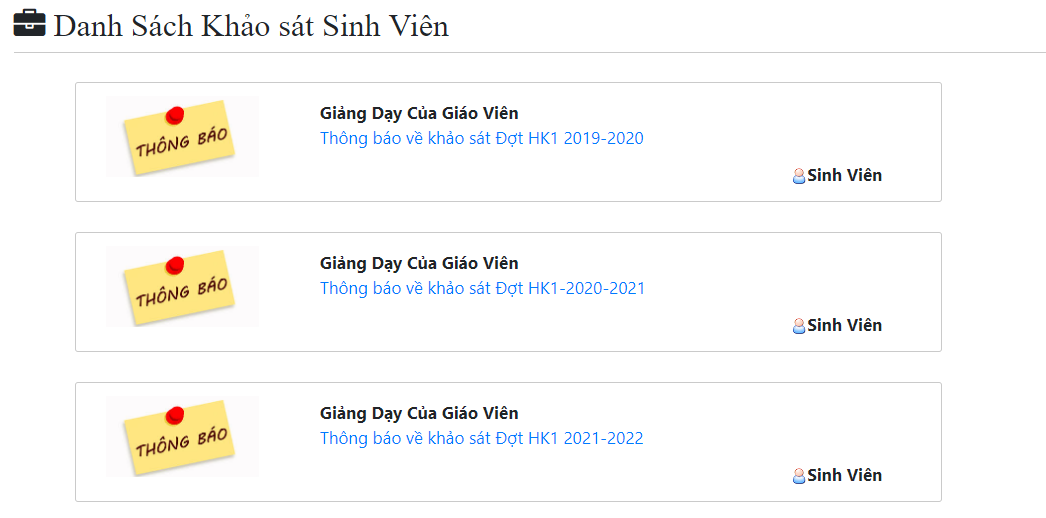 Danh Sách Khảo sát Sinh Viên
THÔNG BÁO
Giảng Dạy Của Giáo Viên
Thông báo về khảo sát Đợt HK1 2019-2020
Sinh Viên
THÔNG BÁO
Giảng Dạy Của Giáo Viên
Thông báo về khảo sát Đợt HK1-2020-2021
Sinh Viên
THÔNG BÁO
Giảng Dạy Của Giáo Viên
Thông báo về khảo sát Đợt HK1 2021-2022
Sinh Viên